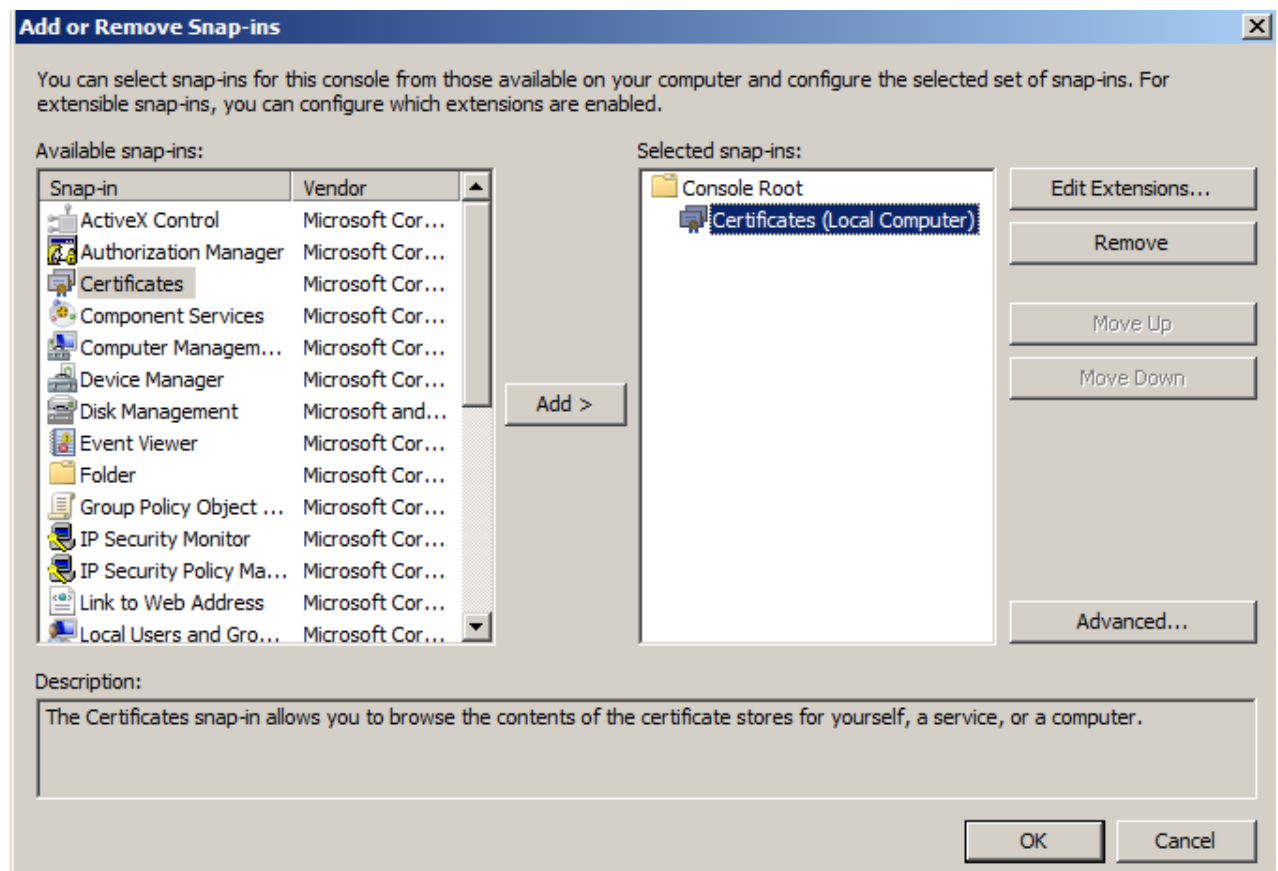 Add or Remove Snap-ins
You can select snap-ins for this console from those available on your computer and configure the selected set of snap-ins. For
extensible snap-ins, you can configure which extensions are enabled.
Available snap-ins:
Snap-in Vendor
ActiveX Control Microsoft Cor...
Authorization Manager Microsoft Cor...
Certificates Microsoft Cor...
Component Services Microsoft Cor...
Computer Managem... Microsoft Cor...
Device Manager Microsoft Cor...
Disk Management Microsoft and...
Event Viewer Microsoft Cor...
Folder Microsoft Cor...
Group Policy Object ... Microsoft Cor...
IP Security Monitor Microsoft Cor...
IP Security Policy Ma... Microsoft Cor...
Link to Web Address Microsoft Cor...
Local Users and Gro... Microsoft Cor...
Add >
Selected snap-ins:
Console Root
Certificates (Local Computer)
Edit Extensions...
Remove
Move Up
Move Down
Advanced...
Description:
The Certificates snap-in allows you to browse the contents of the certificate stores for yourself, a service, or a computer.
OK
Cancel